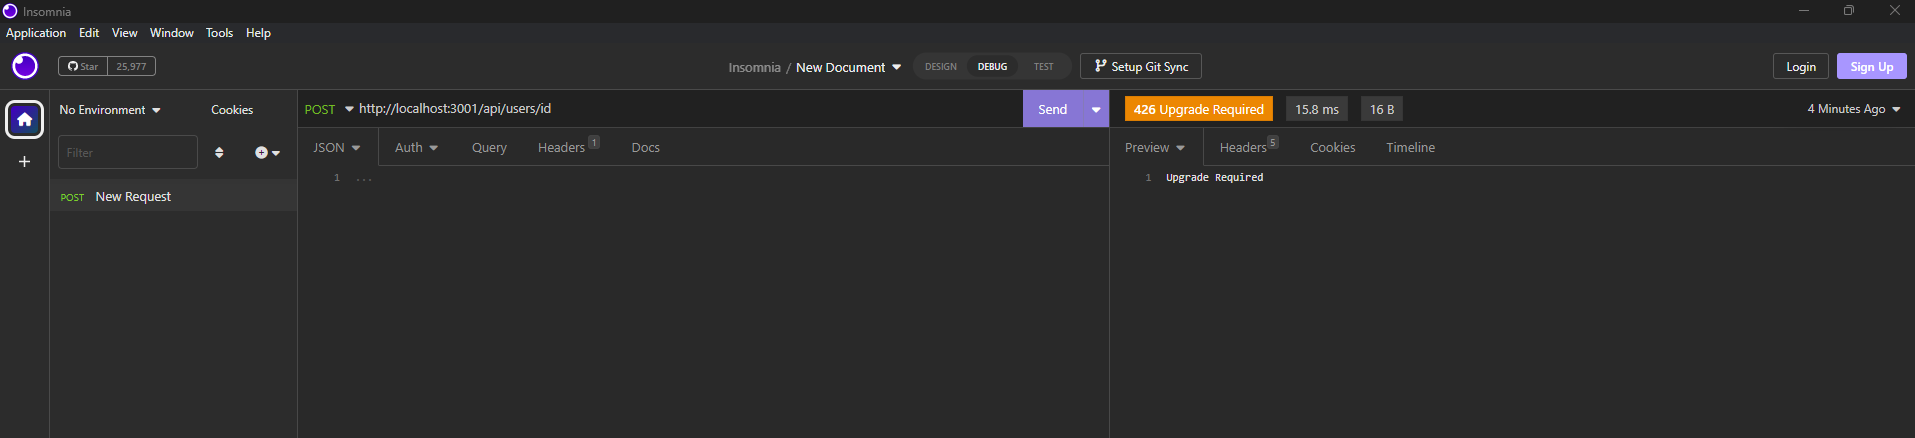 Insomnia
Application Edit View Window Tools Help
Star 25,977
Insomnia / New Document DESIGN DEBUG TEST Setup Git Sync Login Sign Up
No Environment Cookies
POST http://localhost:3001/api/users/id Send
426 Upgrade Required 15.8 ms 16 B 4 Minutes Ago
Filter
JSON Auth Query Headers 1 Docs
Preview Headers 5 Cookies Timeline
1 ...
1 Upgrade Required
POST New Request